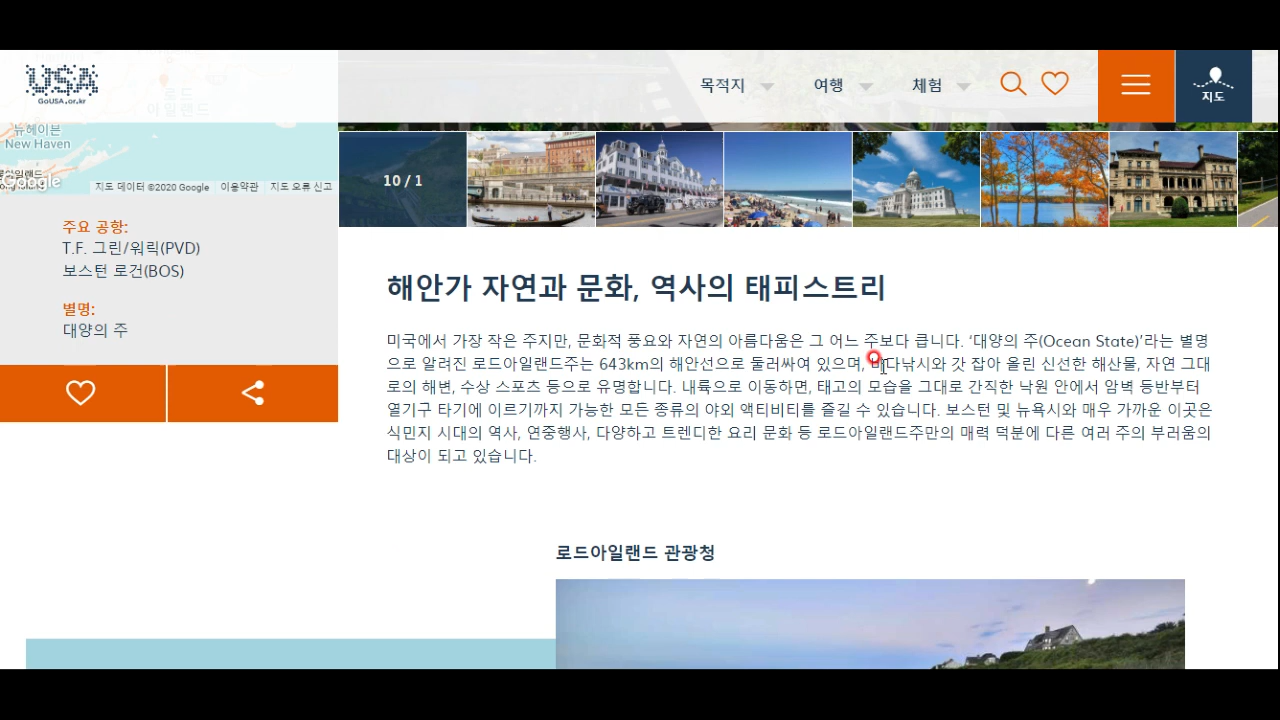 USA
GoUSA.or.kr
로드
아일랜드
목적지
여행
체험
지도
뉴헤이븐
New Haven
Google
지도 데이터 ©2020 Google
이용약관
지도 오류 신고
10 / 1
주요 공항:
T.F. 그린/워릭(PVD)
보스턴 로건(BOS)
별명:
대양의 주
해안가 자연과 문화, 역사의 태피스트리
미국에서 가장 작은 주지만, 문화적 풍요와 자연의 아름다움은 그 어느 주보다 큽니다. ‘대양의 주(Ocean State)’라는 별명
으로 알려진 로드아일랜드주는 643km의 해안선으로 둘러싸여 있으며, 바다낚시와 갓 잡아 올린 신선한 해산물, 자연 그대
로의 해변, 수상 스포츠 등으로 유명합니다. 내륙으로 이동하면, 태고의 모습을 그대로 간직한 낙원 안에서 암벽 등반부터
열기구 타기에 이르기까지 가능한 모든 종류의 야외 액티비티를 즐길 수 있습니다. 보스턴 및 뉴욕시와 매우 가까운 이곳은
식민지 시대의 역사, 연중행사, 다양하고 트렌디한 요리 문화 등 로드아일랜드주만의 매력 덕분에 다른 여러 주의 부러움의
대상이 되고 있습니다.
로드아일랜드 관광청